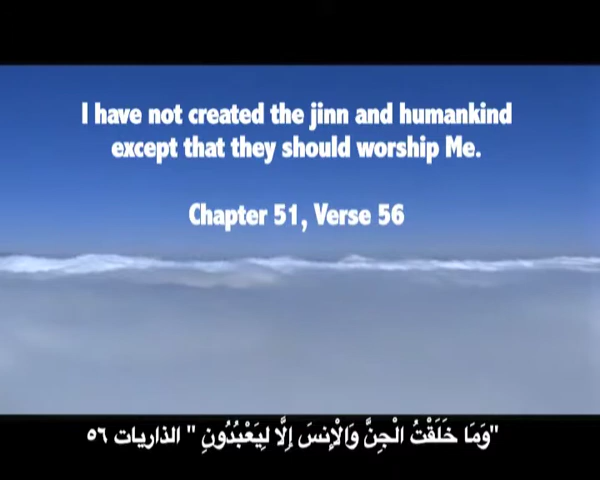 I have not created the jinn and humankind
except that they should worship Me.
Chapter 51, Verse 56
"وَمَا خَلَقْتُ الْجِنَّ وَالْإِنسَ إِلَّا لِيَعْبُدُونِ " الذاريات ٥٦